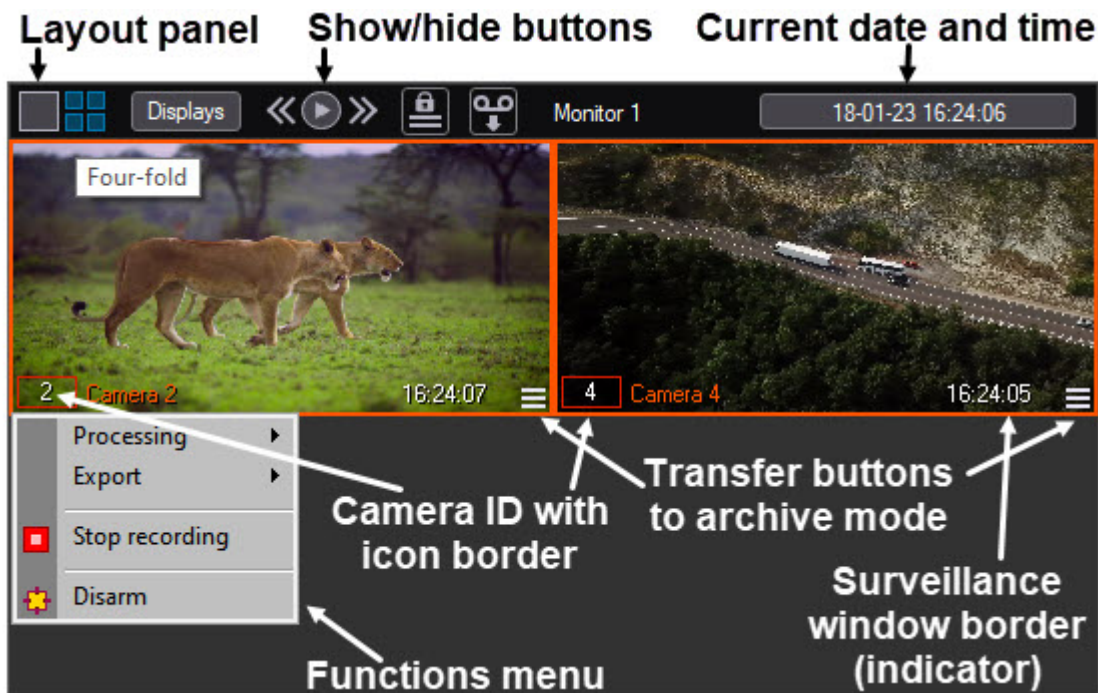 Layout panel
Show/hide buttons
Current date and time
Displays
Monitor 1
18-01-23 16:24:06
Four-fold
2
Camera 2
16:24:07
4
Camera 4
16:24:05
Processing
Export
Stop recording
Disarm
Camera ID with
icon border
Transfer buttons
to archive mode
Surveillance
window border
(indicator)
Functions menu